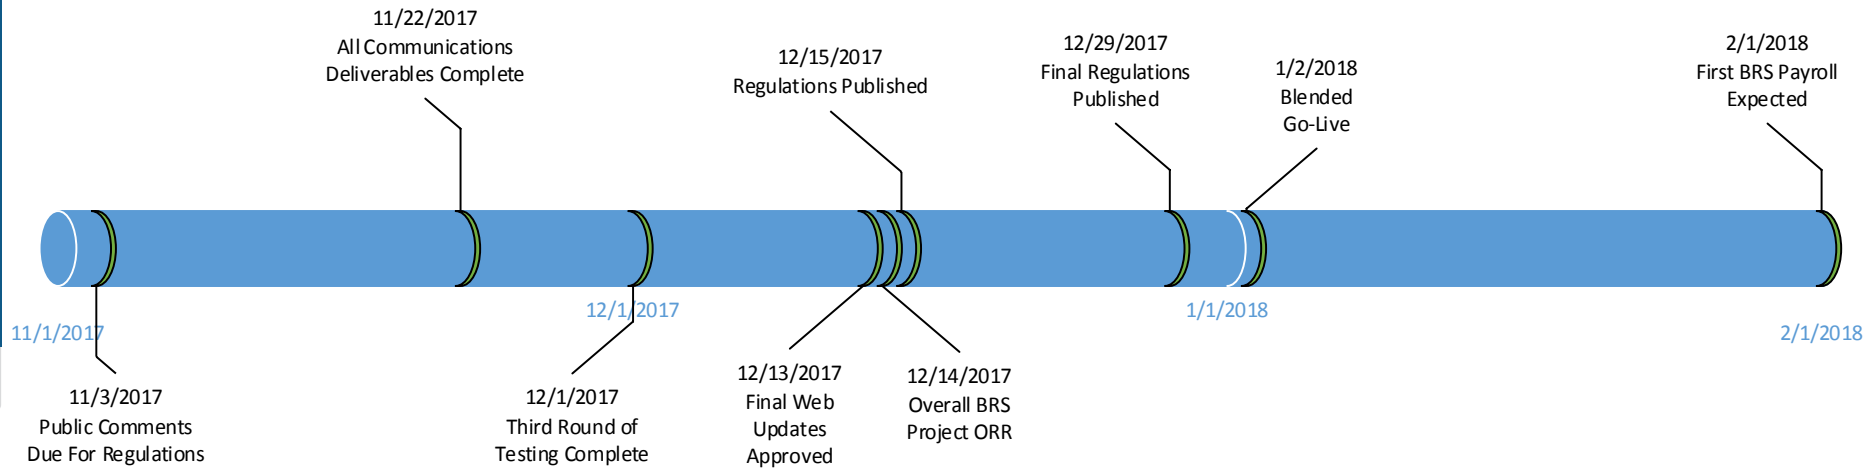 11/22/2017
All Communications
Deliverables Complete
12/15/2017
Regulations Published
12/29/2017
Final Regulations
Published
1/2/2018
Blended
Go-Live
2/1/2018
First BRS Payroll
Expected
11/1/2017
12/1/2017
1/1/2018
2/1/2018
11/3/2017
Public Comments
Due For Regulations
12/1/2017
Third Round of
Testing Complete
12/13/2017
Final Web
Updates
Approved
12/14/2017
Overall BRS
Project ORR